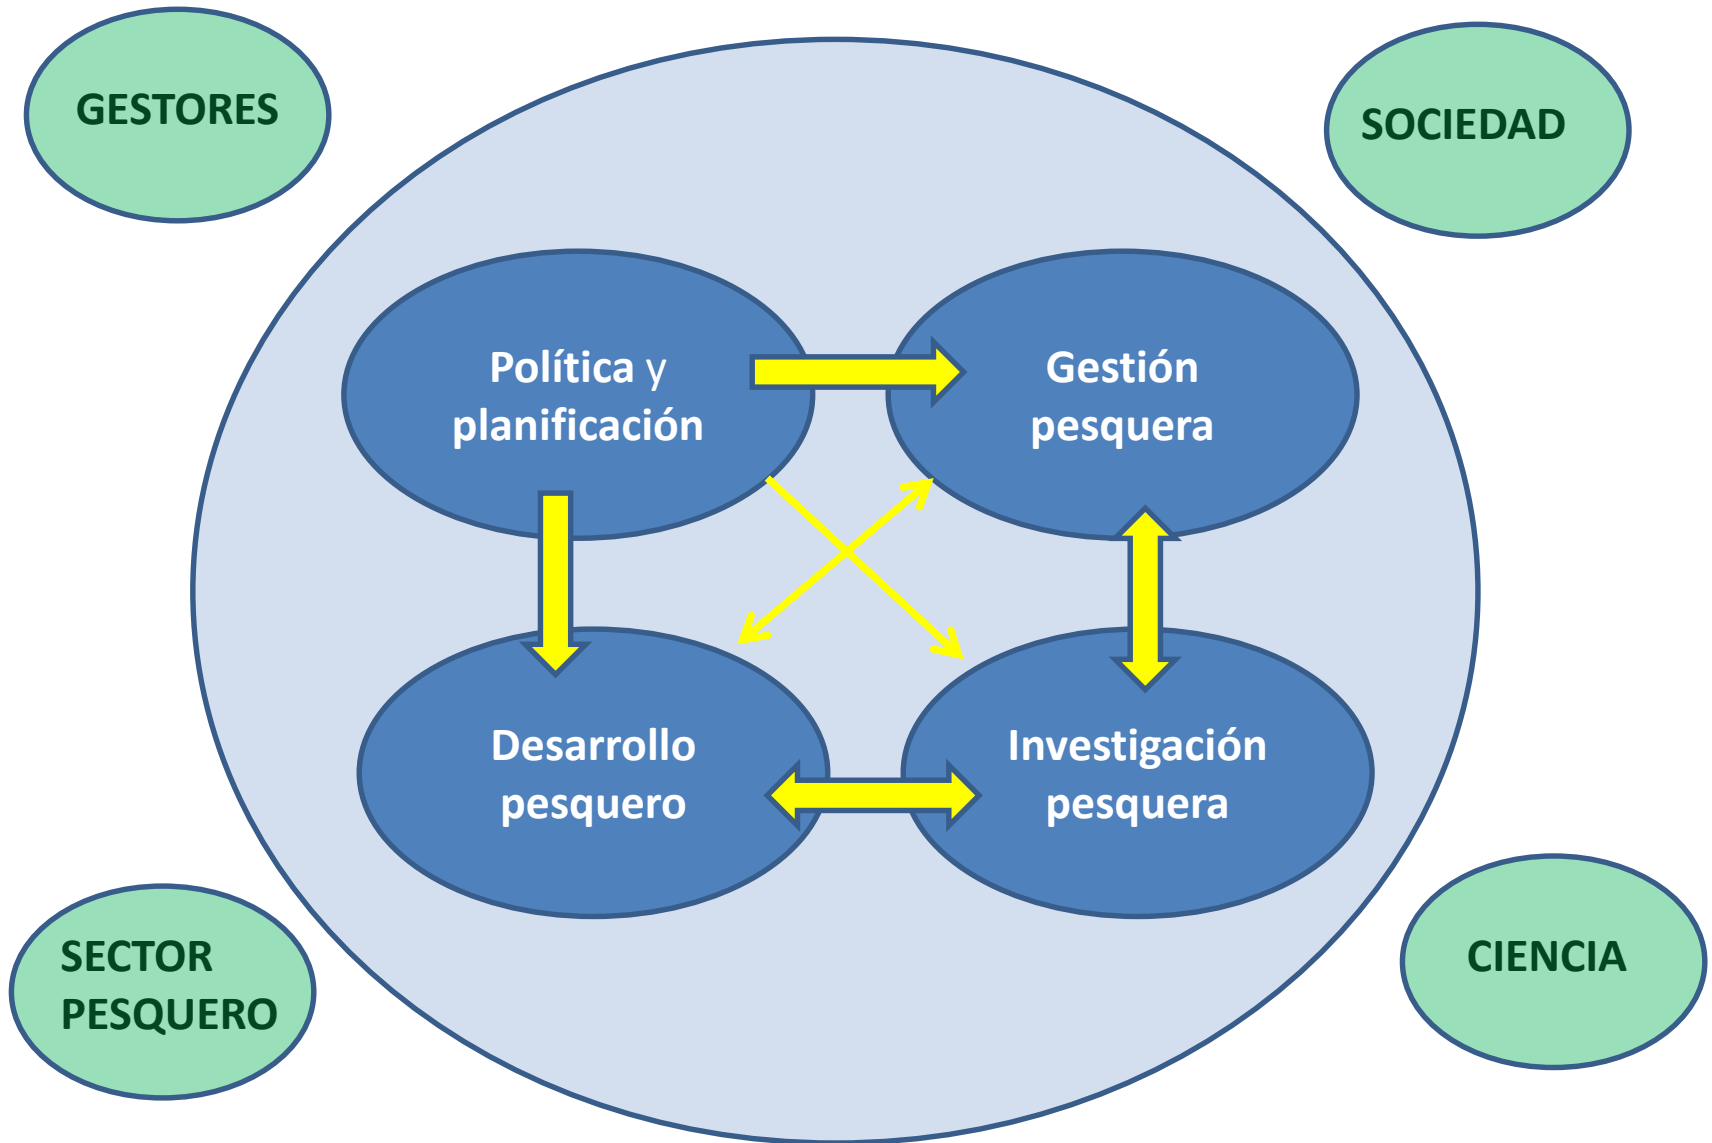 GESTORES
SOCIEDAD
Política y
planificación
Gestión
pesquera
Desarrollo
pesquero
Investigación
pesquera
SECTOR
PESQUERO
CIENCIA